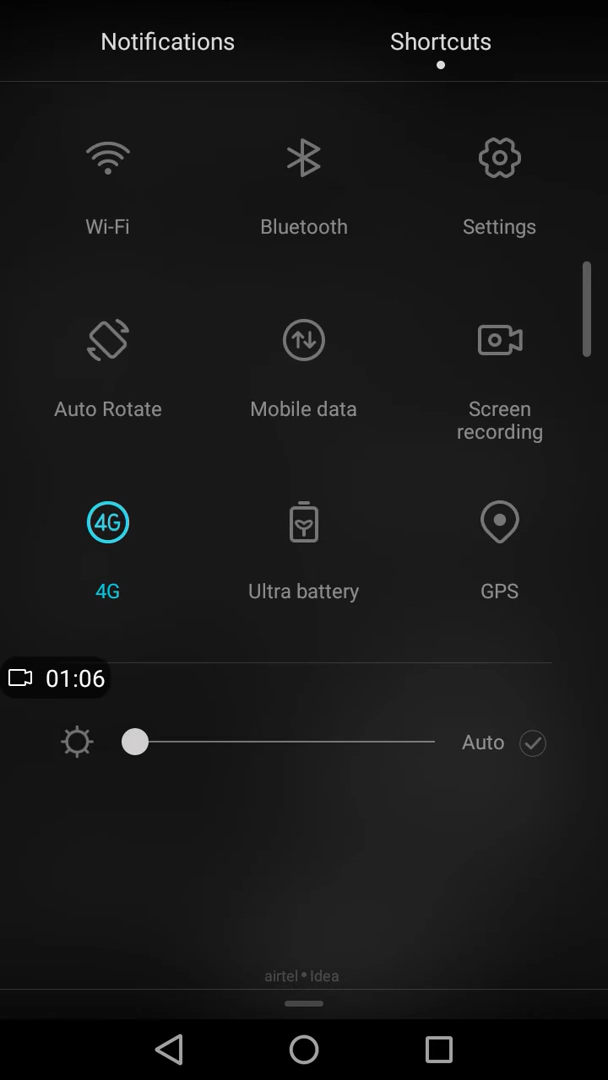 Notifications Shortcuts
Wi-Fi Bluetooth Settings
Auto Rotate Mobile data Screen
recording
4G
4G Ultra battery GPS
01:06
Auto
airtel • Idea